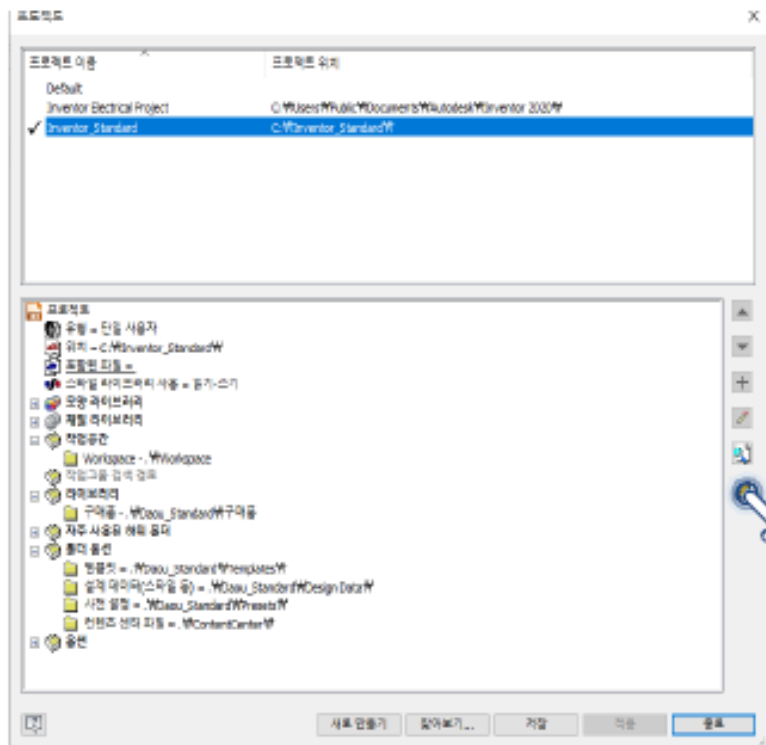 프로젝트
프로젝트 이름 프로젝트 위치
Default
Inventor Electrical Project C:₩Users₩Public₩Documents₩Autodesk₩Inventor 2020₩
Inventor_Standard C:₩Inventor_Standard₩
프로젝트
유형 = 단일 사용자
위치 = C:₩Inventor_Standard₩
포함된 파일 =
스타일 라이브러리 사용 = 읽기-쓰기
모양 라이브러리
재질 라이브러리
작업공간
Workspace - .₩Workspace
작업그룹 검색 경로
라이브러리
구매품 - .₩Daou_Standard₩구매품
자주 사용된 하위 폴더
폴더 옵션
템플릿 = .₩Daou_Standard₩Templates₩
설계 데이터(스타일 등) = .₩Daou_Standard₩Design Data₩
사전 설정 = .₩Daou_Standard₩Presets₩
컨텐츠 센터 파일 = .₩ContentCenter₩
옵션
새로 만들기 찾아보기... 저장 적용 종료